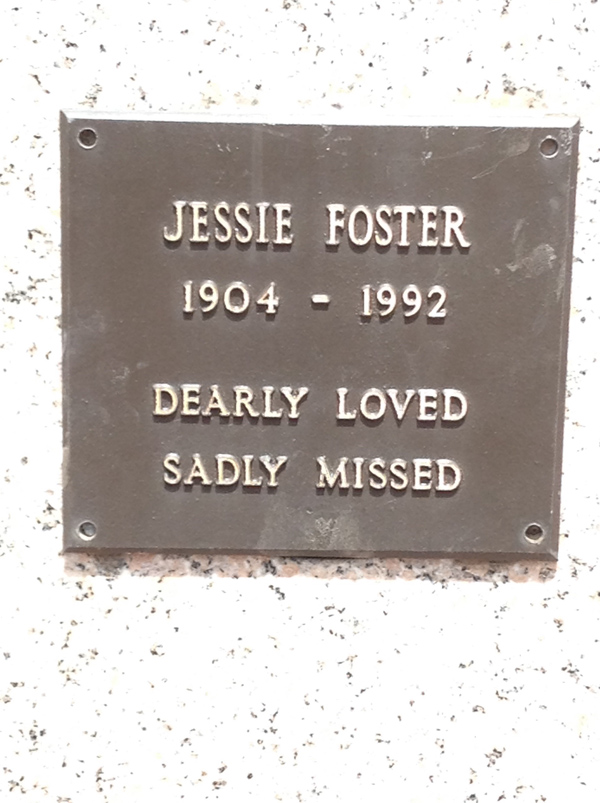 JESSIE FOSTER
1904 - 1992
DEARLY LOVED
SADLY MISSED